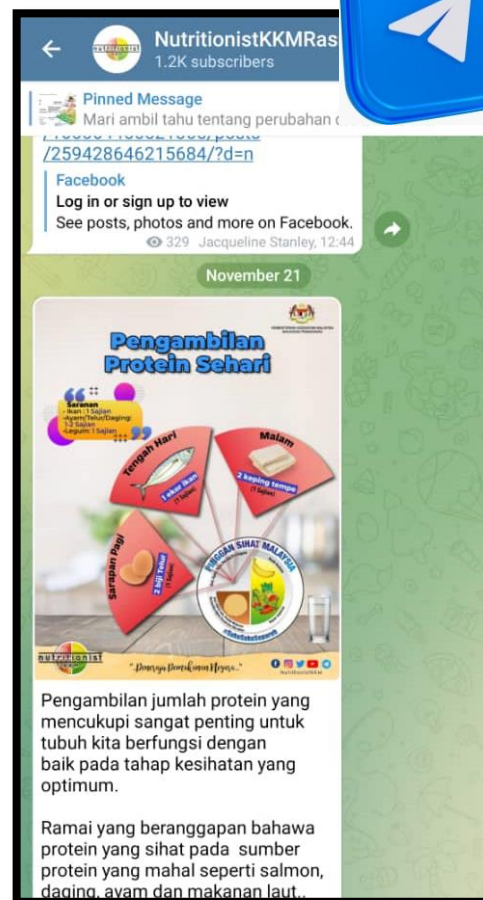 NutritionistKKMRas
1.2K subscribers
Pinned Message
Mari ambil tahu tentang perubahan
/259428646215684/?d=n
Facebook
Log in or sign up to view
See posts, photos and more on Facebook.
329 Jacqueline Stanley, 12:44
November 21
Pengambilan
Protein Sehari
Saranan
- Ikan : 1 Sajian
-Ayam/Telur/Daging:
1-2 Sajian
-Legum: 1 Sajian
Tengah Hari
1 ekor ikan
(1 Sajian)
Malam
2 keping tempe
(1 Sajian)
Sarapan Pagi
2 biji Telur
(1 Sajian)
PINGGAN SIHAT MALAYSIA
#SukuSukuSeparuh
nutritionist
NutritionistKKM
Pengambilan jumlah protein yang
mencukupi sangat penting untuk
tubuh kita berfungsi dengan
baik pada tahap kesihatan yang
optimum.
Ramai yang beranggapan bahawa
protein yang sihat pada sumber
protein yang mahal seperti salmon,
daging, ayam dan makanan laut..